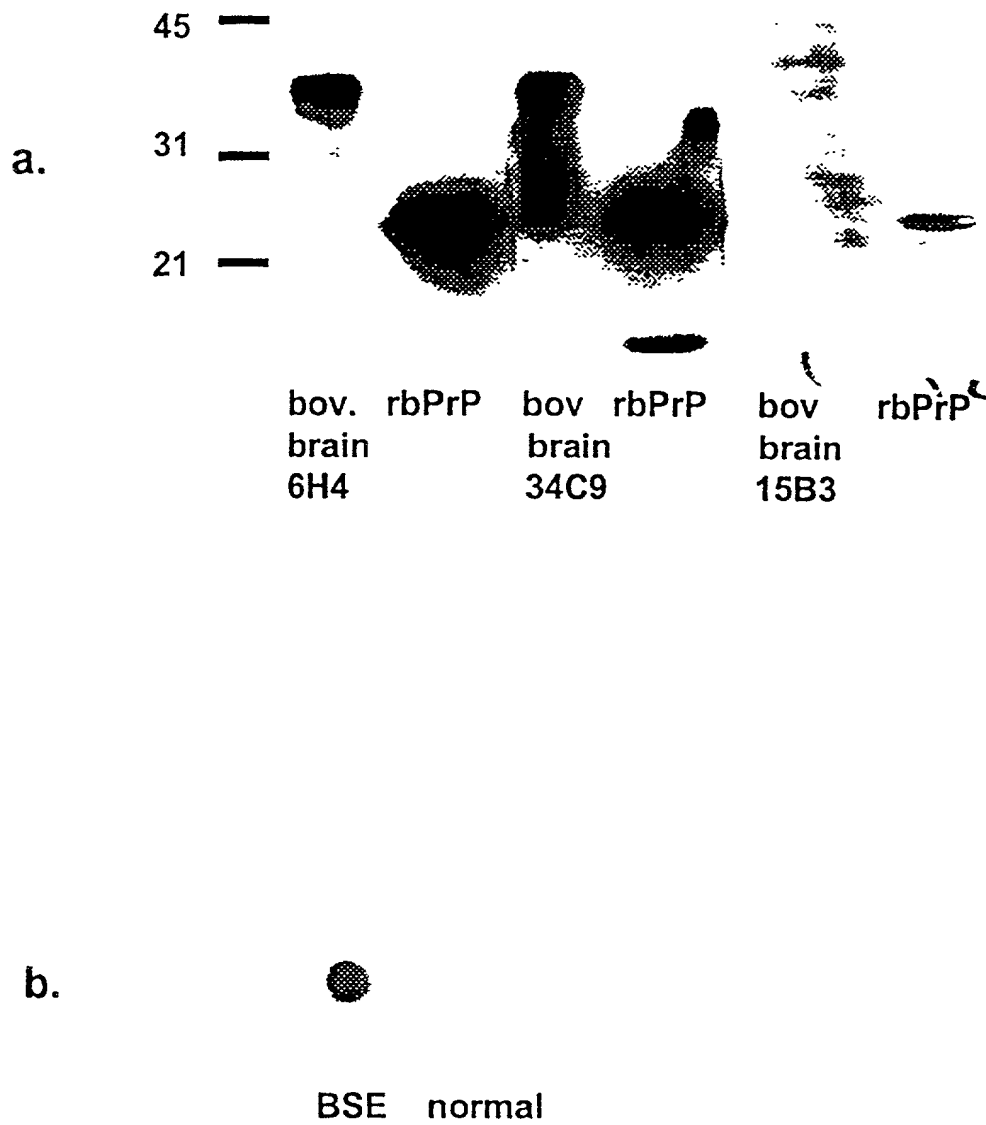 45
a.
31
21
bov. rbPrP bov rbPrP bov rbPrP
brain brain brain
6H4 34C9 15B3
b.
BSE normal